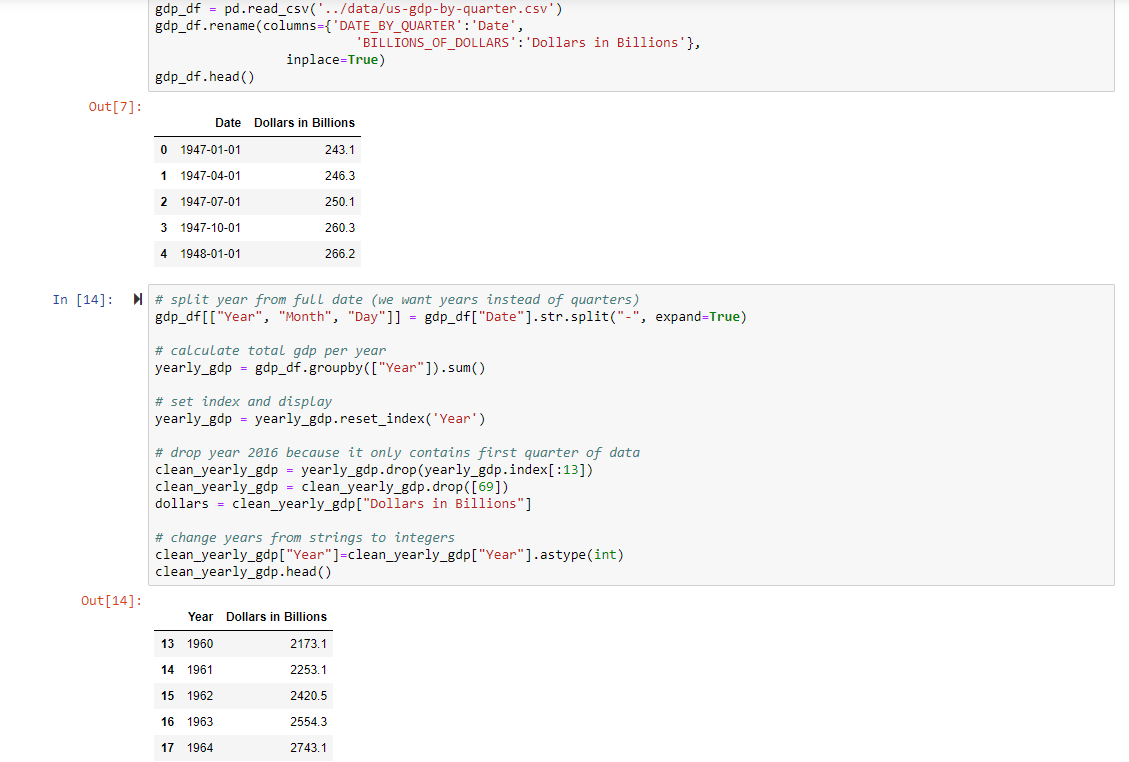 gdp_df = pd.read_csv('../data/us-gdp-by-quarter.csv')
gdp_df.rename(columns={'DATE_BY_QUARTER':'Date',
'BILLIONS_OF_DOLLARS':'Dollars in Billions'},
inplace=True)
gdp_df.head()
Out[7]:
Date Dollars in Billions
0 1947-01-01 243.1
1 1947-04-01 246.3
2 1947-07-01 250.1
3 1947-10-01 260.3
4 1948-01-01 266.2
In [14]:
# split year from full date (we want years instead of quarters)
gdp_df[["Year", "Month", "Day"]] = gdp_df["Date"].str.split("-", expand=True)
# calculate total gdp per year
yearly_gdp = gdp_df.groupby(["Year"]).sum()
# set index and display
yearly_gdp = yearly_gdp.reset_index('Year')
# drop year 2016 because it only contains first quarter of data
clean_yearly_gdp = yearly_gdp.drop(yearly_gdp.index[:13])
clean_yearly_gdp = clean_yearly_gdp.drop([69])
dollars = clean_yearly_gdp["Dollars in Billions"]
# change years from strings to integers
clean_yearly_gdp["Year"]=clean_yearly_gdp["Year"].astype(int)
clean_yearly_gdp.head()
Out[14]:
Year Dollars in Billions
13 1960 2173.1
14 1961 2253.1
15 1962 2420.5
16 1963 2554.3
17 1964 2743.1